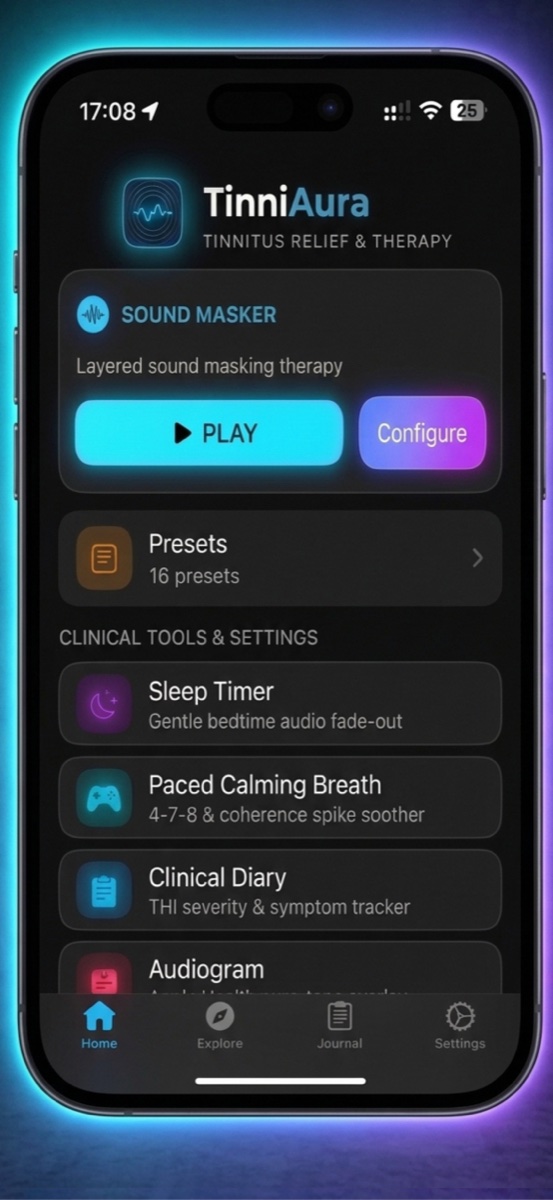 17:08
25
TinniAura
TINNITUS RELIEF & THERAPY
SOUND MASKER
Layered sound masking therapy
PLAY
Configure
Presets
16 presets
CLINICAL TOOLS & SETTINGS
Sleep Timer
Gentle bedtime audio fade-out
Paced Calming Breath
4-7-8 & coherence spike soother
Clinical Diary
THI severity & symptom tracker
Audiogram
Home
Explore
Journal
Settings